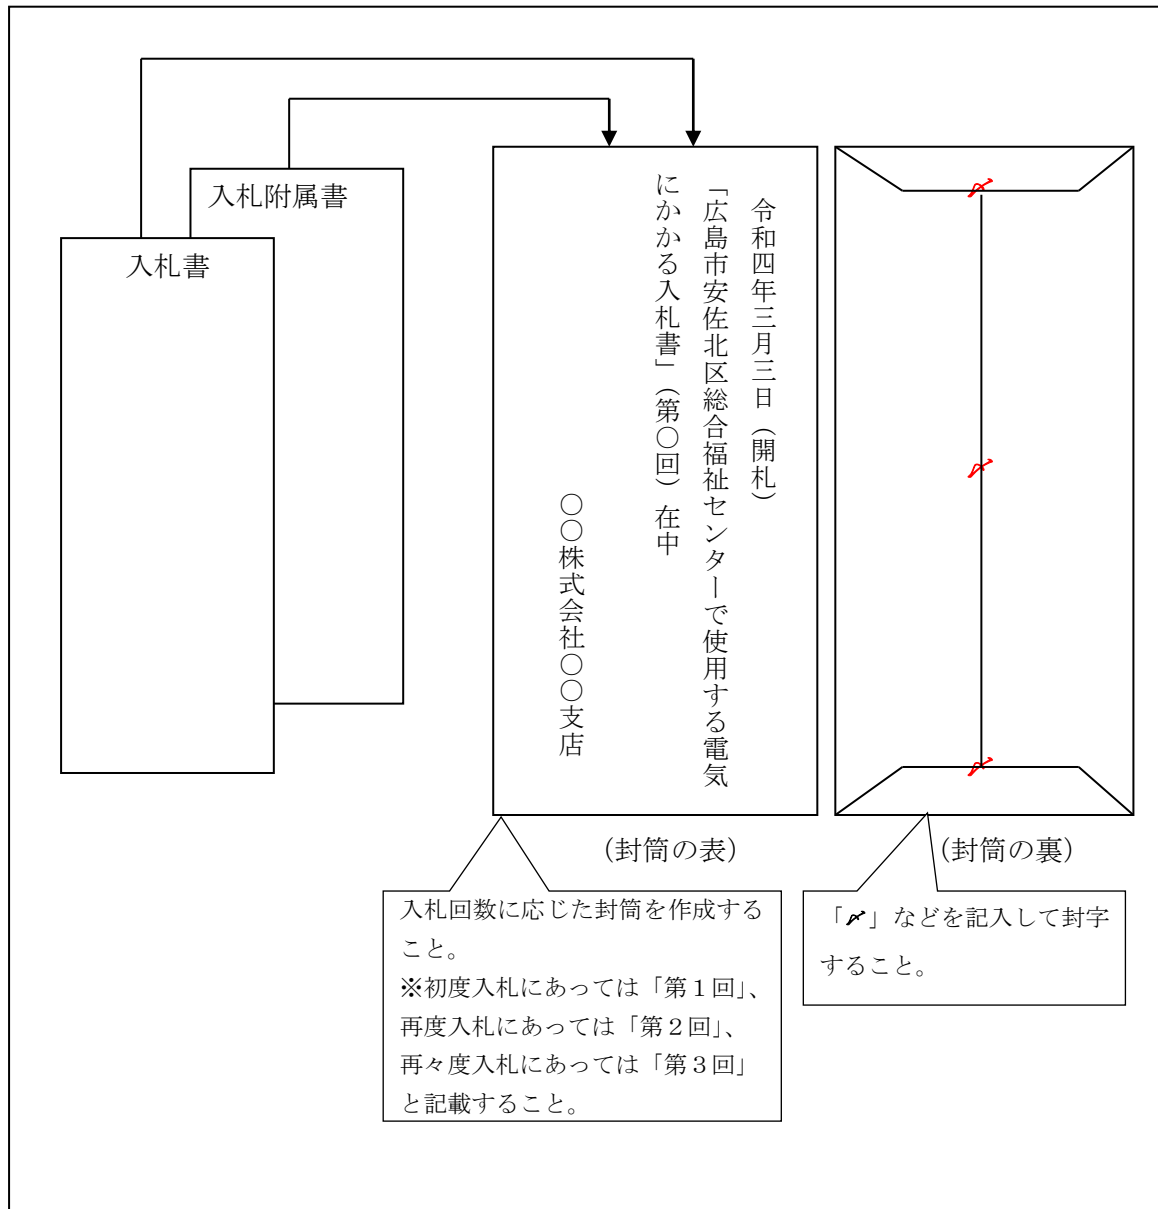 入札附属書
入札書
令和四年三月三日（開札）
「広島市安佐北区総合福祉センターで使用する電気
にかかる入札書」（第〇回）在中
〇〇株式会社〇〇支店
〆
〆
〆
（封筒の表）
（封筒の裏）
入札回数に応じた封筒を作成する
こと。
※初度入札にあっては「第１回」、
再度入札にあっては「第２回」、
再々度入札にあっては「第３回」
と記載すること。
「〆」などを記入して封字
すること。